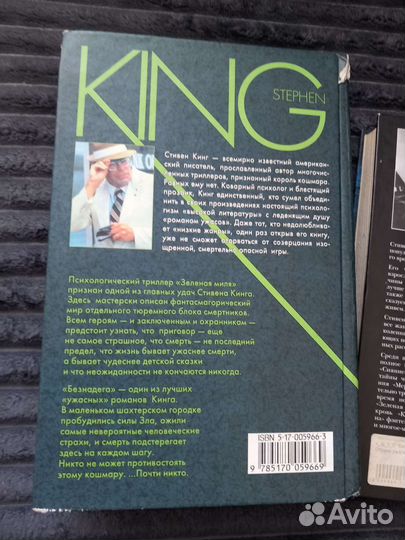 KING
STEPHEN
Стивен Кинг — всемирно известный американ-
ский писатель, прославленный автор многочис-
ленных триллеров, признанный король кошмара.
Равных ему нет. Коварный психолог и блестящий
прозаик, Кинг единственный, кто сумел объеди-
нить в своих произведениях настоящий психоло-
гизм «высокой литературы» с леденящим душу
«романом ужасов». Даже тот, кто недолюбли-
вает «низкие жанры», один раз открыв его книгу,
уже не сможет оторваться от созерцания изо-
щренной, смертельно опасной игры.
Психологический триллер «Зеленая миля»
признан одной из главных удач Стивена Кинга.
Здесь мастерски описан фантасмагорический
мир отдельного тюремного блока смертников.
Всем героям — и заключенным и охранникам —
предстоит узнать, что приговор — еще
не самое страшное, что смерть — не последний
предел, что жизнь бывает ужаснее смерти,
а бывает чудеснее детской сказки
и что неожиданности не кончаются никогда.
«Безнадега» — один из лучших
«ужасных» романов Кинга.
В маленьком шахтерском городке
пробудились силы Зла, ожили
самые невероятные человеческие
страхи, и смерть подстерегает
здесь на каждом шагу.
Никто не может противостоять
этому кошмару. ...Почти никто.
ISBN 5-17-005966-3
9 785170 059669
Avito